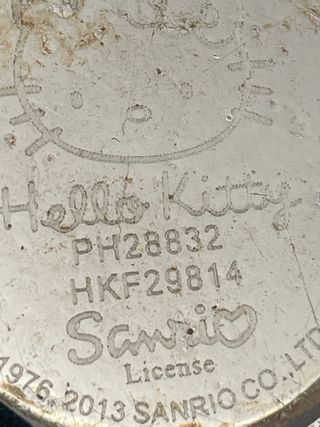 Hello Kitty
PH28832
HKF29814
Sanrio
License
1976, 2013 SANRIO CO., LTD